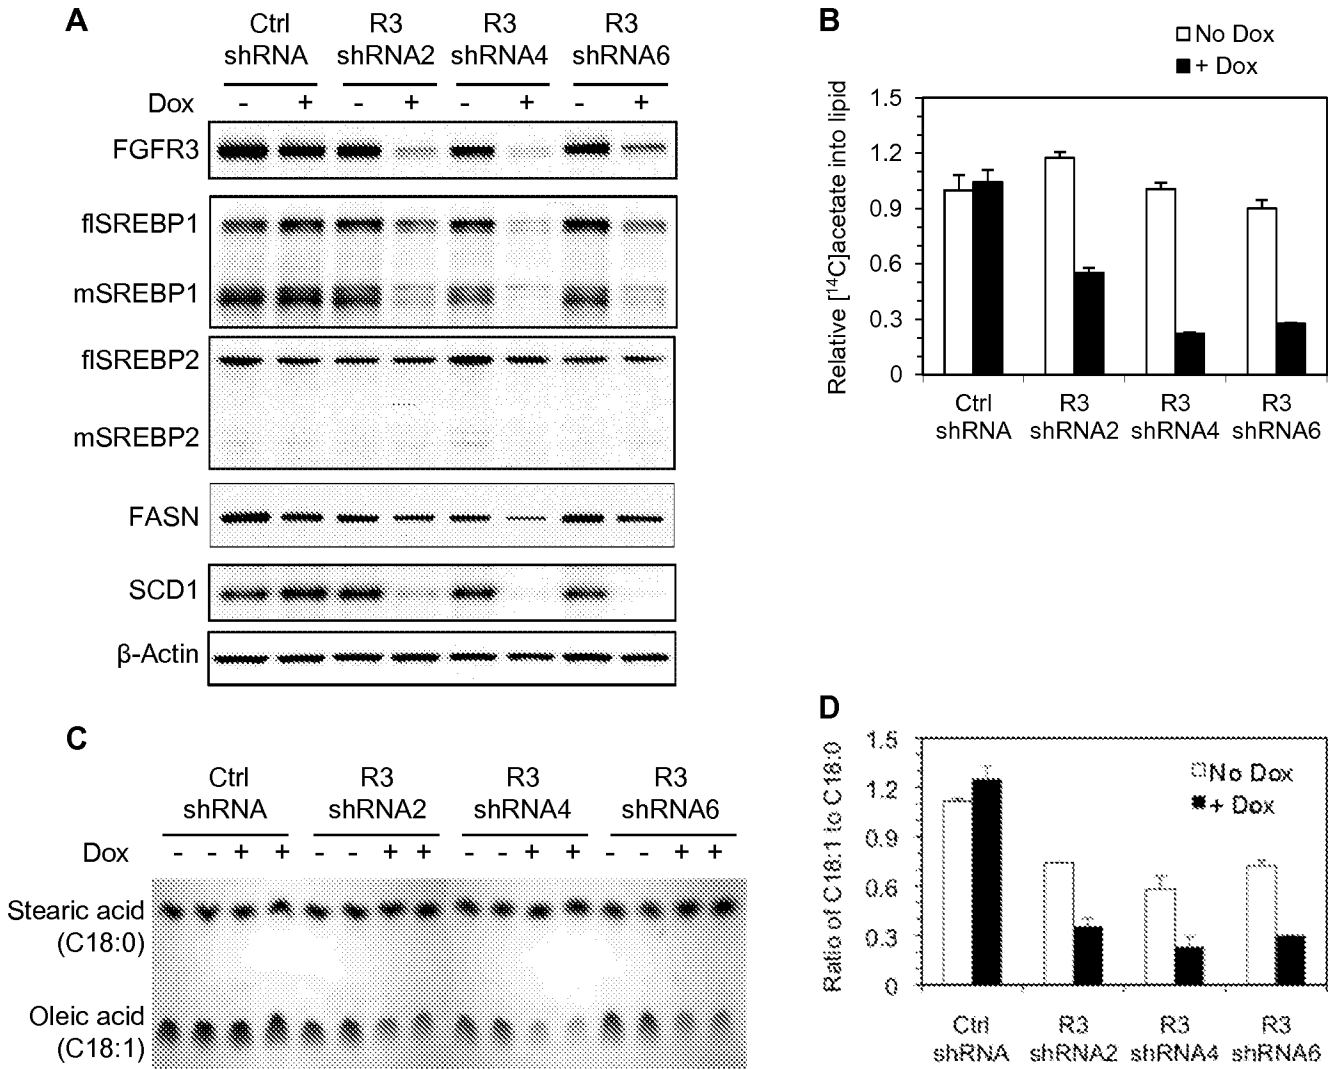 A
Ctrl shRNA
R3 shRNA2
R3 shRNA4
R3 shRNA6
Dox - + - + - + - +
FGFR3
flSREBP1
mSREBP1
flSREBP2
mSREBP2
FASN
SCD1
β-Actin
B
No Dox
+ Dox
Relative [14C]acetate into lipid
1.5
1.2
0.9
0.6
0.3
0
Ctrl shRNA
R3 shRNA2
R3 shRNA4
R3 shRNA6
C
Ctrl shRNA
R3 shRNA2
R3 shRNA4
R3 shRNA6
Dox - - + + - - + + - - + + - - + +
Stearic acid
(C18:0)
Oleic acid
(C18:1)
D
No Dox
+ Dox
Ratio of C18:1 to C18:0
1.5
1.2
0.9
0.6
0.3
0
Ctrl shRNA
R3 shRNA2
R3 shRNA4
R3 shRNA6